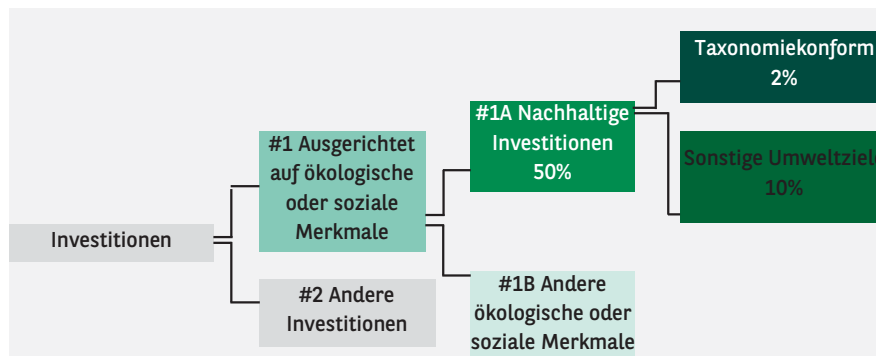 Investitionen
#1 Ausgerichtet
auf ökologische
oder soziale
Merkmale
#2 Andere
Investitionen
#1A Nachhaltige
Investitionen
50%
#1B Andere
ökologische oder
soziale Merkmale
Taxonomiekonform
2%
Sonstige Umweltziele
10%